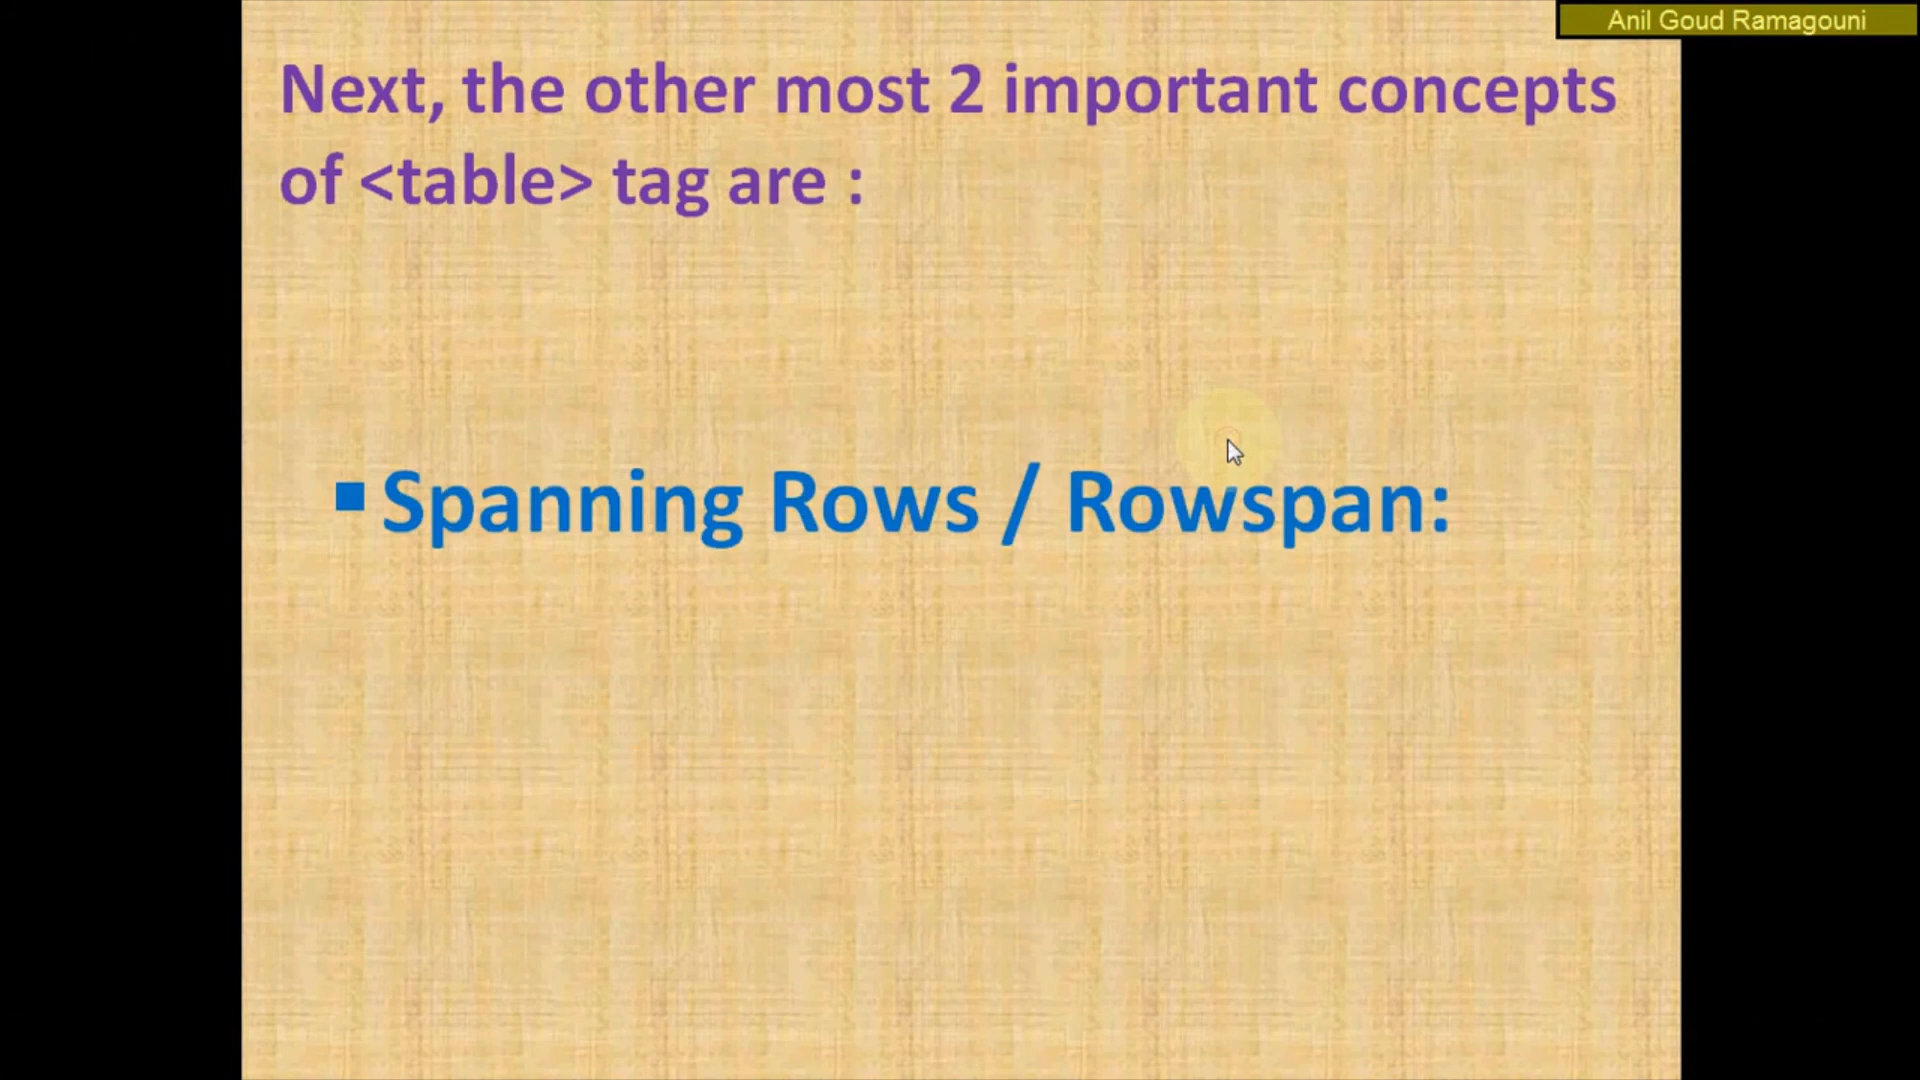 Anil Goud Ramagouni
Next, the other most 2 important concepts
of <table> tag are :
▪ Spanning Rows / Rowspan: